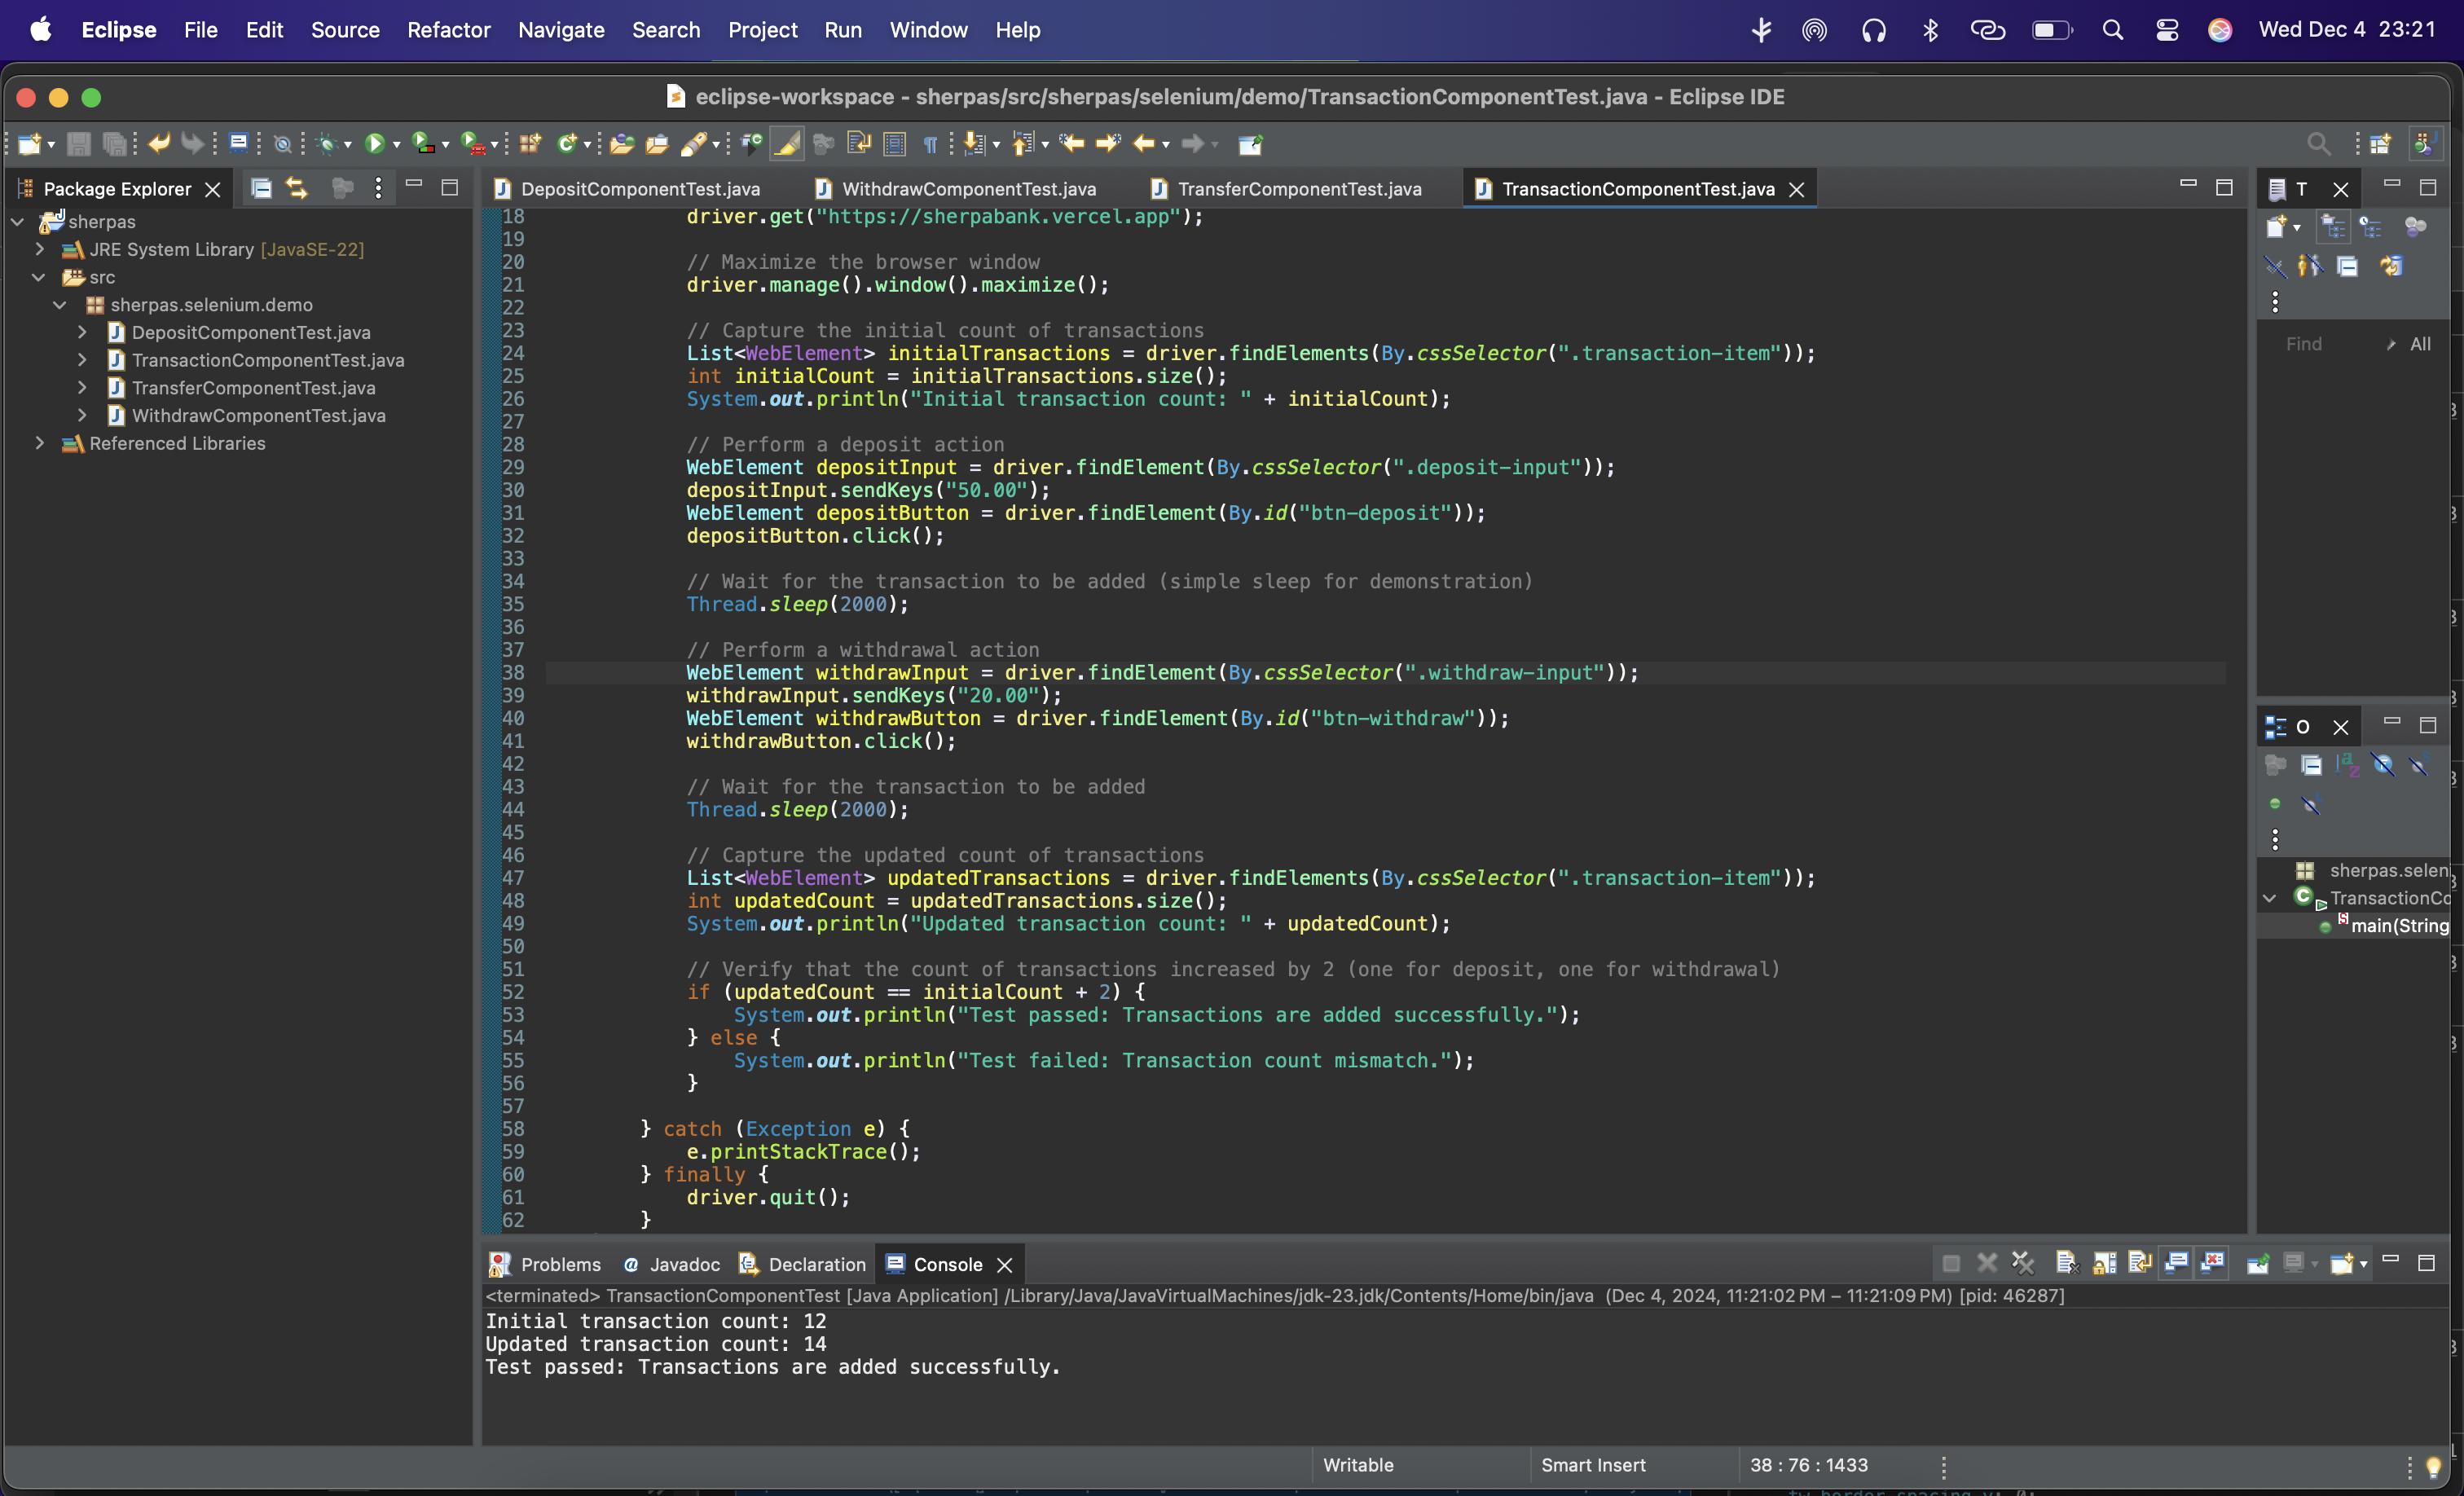 Eclipse File Edit Source Refactor Navigate Search Project Run Window Help Wed Dec 4 23:21
eclipse-workspace - sherpas/src/sherpas/selenium/demo/TransactionComponentTest.java - Eclipse IDE
Package Explorer
sherpas
JRE System Library [JavaSE-22]
src
sherpas.selenium.demo
DepositComponentTest.java
TransactionComponentTest.java
TransferComponentTest.java
WithdrawComponentTest.java
Referenced Libraries
DepositComponentTest.java WithdrawComponentTest.java TransferComponentTest.java TransactionComponentTest.java
18 driver.get("https://sherpabank.vercel.app");
19
20 // Maximize the browser window
21 driver.manage().window().maximize();
22
23 // Capture the initial count of transactions
24 List<WebElement> initialTransactions = driver.findElements(By.cssSelector(".transaction-item"));
25 int initialCount = initialTransactions.size();
26 System.out.println("Initial transaction count: " + initialCount);
27
28 // Perform a deposit action
29 WebElement depositInput = driver.findElement(By.cssSelector(".deposit-input"));
30 depositInput.sendKeys("50.00");
31 WebElement depositButton = driver.findElement(By.id("btn-deposit"));
32 depositButton.click();
33
34 // Wait for the transaction to be added (simple sleep for demonstration)
35 Thread.sleep(2000);
36
37 // Perform a withdrawal action
38 WebElement withdrawInput = driver.findElement(By.cssSelector(".withdraw-input"));
39 withdrawInput.sendKeys("20.00");
40 WebElement withdrawButton = driver.findElement(By.id("btn-withdraw"));
41 withdrawButton.click();
42
43 // Wait for the transaction to be added
44 Thread.sleep(2000);
45
46 // Capture the updated count of transactions
47 List<WebElement> updatedTransactions = driver.findElements(By.cssSelector(".transaction-item"));
48 int updatedCount = updatedTransactions.size();
49 System.out.println("Updated transaction count: " + updatedCount);
50
51 // Verify that the count of transactions increased by 2 (one for deposit, one for withdrawal)
52 if (updatedCount == initialCount + 2) {
53 System.out.println("Test passed: Transactions are added successfully.");
54 } else {
55 System.out.println("Test failed: Transaction count mismatch.");
56 }
57
58 } catch (Exception e) {
59 e.printStackTrace();
60 } finally {
61 driver.quit();
62 }
T
Find All
O
sherpas.selen
TransactionCo
main(String
Problems Javadoc Declaration Console
<terminated> TransactionComponentTest [Java Application] /Library/Java/JavaVirtualMachines/jdk-23.jdk/Contents/Home/bin/java (Dec 4, 2024, 11:21:02 PM – 11:21:09 PM) [pid: 46287]
Initial transaction count: 12
Updated transaction count: 14
Test passed: Transactions are added successfully.
Writable Smart Insert 38 : 76 : 1433